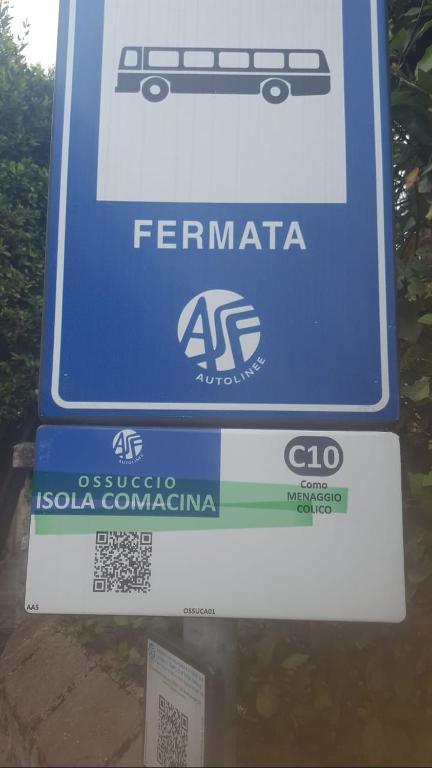 FERMATA
ASF
AUTOLINEE
ASF
AUTOLINEE
OSSUCCIO
ISOLA COMACINA
C10
Como
MENAGGIO
COLICO
AA5
OSSUCA01